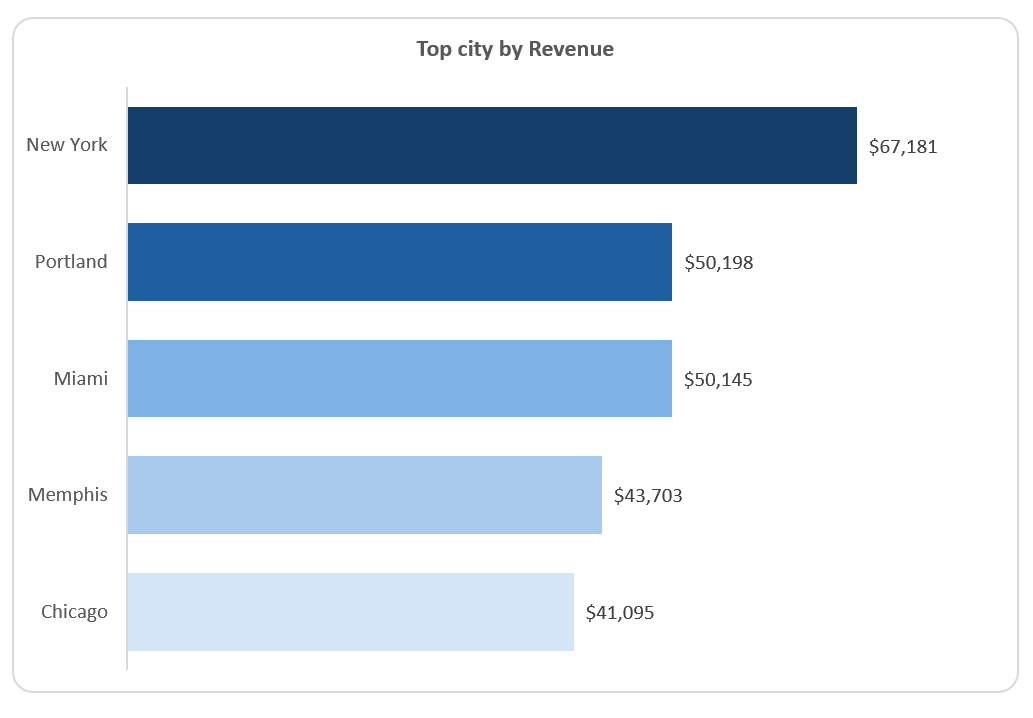 Top city by Revenue
New York $67,181
Portland $50,198
Miami $50,145
Memphis $43,703
Chicago $41,095